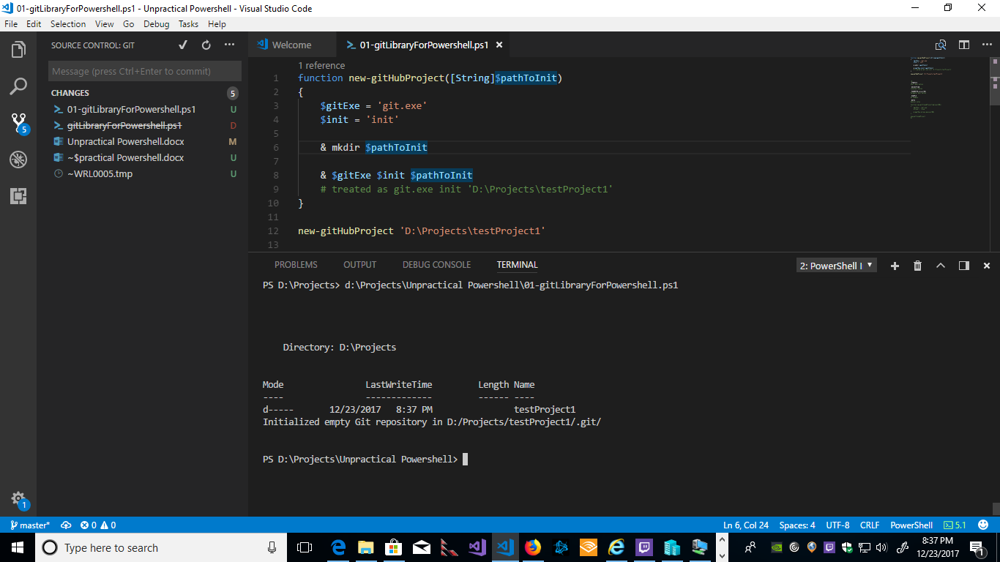 01-gitLibraryForPowershell.ps1 - Unpractical Powershell - Visual Studio Code
File Edit Selection View Go Debug Tasks Help
SOURCE CONTROL: GIT
Message (press Ctrl+Enter to commit)
CHANGES 5
01-gitLibraryForPowershell.ps1 U
gitLibraryForPowershell.ps1 D
Unpractical Powershell.docx M
~$practical Powershell.docx U
~WRL0005.tmp U
5
1
Welcome
01-gitLibraryForPowershell.ps1
1 reference
1 function new-gitHubProject([String]$pathToInit)
2 {
3 $gitExe = 'git.exe'
4 $init = 'init'
5
6 & mkdir $pathToInit
7
8 & $gitExe $init $pathToInit
9 # treated as git.exe init 'D:\Projects\testProject1'
10 }
11
12 new-gitHubProject 'D:\Projects\testProject1'
13
PROBLEMS OUTPUT DEBUG CONSOLE TERMINAL 2: PowerShell I
PS D:\Projects> d:\Projects\Unpractical Powershell\01-gitLibraryForPowershell.ps1
Directory: D:\Projects
Mode LastWriteTime Length Name
---- ------------- ------ ----
d----- 12/23/2017 8:37 PM testProject1
Initialized empty Git repository in D:/Projects/testProject1/.git/
PS D:\Projects\Unpractical Powershell>
master* 0 0 Ln 6, Col 24 Spaces: 4 UTF-8 CRLF PowerShell 5.1
Type here to search
8:37 PM
12/23/2017
1